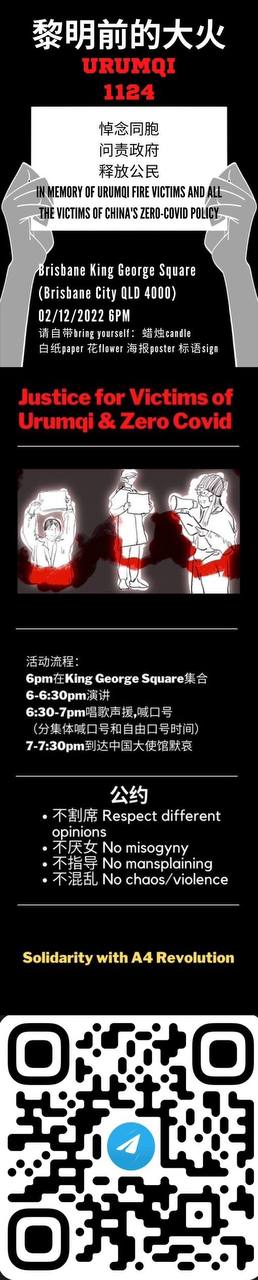 黎明前的大火
URUMQI
1124
悼念同胞
问责政府
释放公民
IN MEMORY OF URUMQI FIRE VICTIMS AND ALL
THE VICTIMS OF CHINA'S ZERO-COVID POLICY
Brisbane King George Square
(Brisbane City QLD 4000)
02/12/2022 6PM
请自带bring yourself: 蜡烛candle
白纸paper 花flower 海报poster 标语sign
Justice for Victims of
Urumqi & Zero Covid
活动流程:
6pm在King George Square集合
6-6:30pm演讲
6:30-7pm唱歌声援,喊口号
（分集体喊口号和自由口号时间）
7-7:30pm到达中国大使馆默哀
公约
• 不割席 Respect different
opinions
• 不厌女 No misogyny
• 不指导 No mansplaining
• 不混乱 No chaos/violence
Solidarity with A4 Revolution